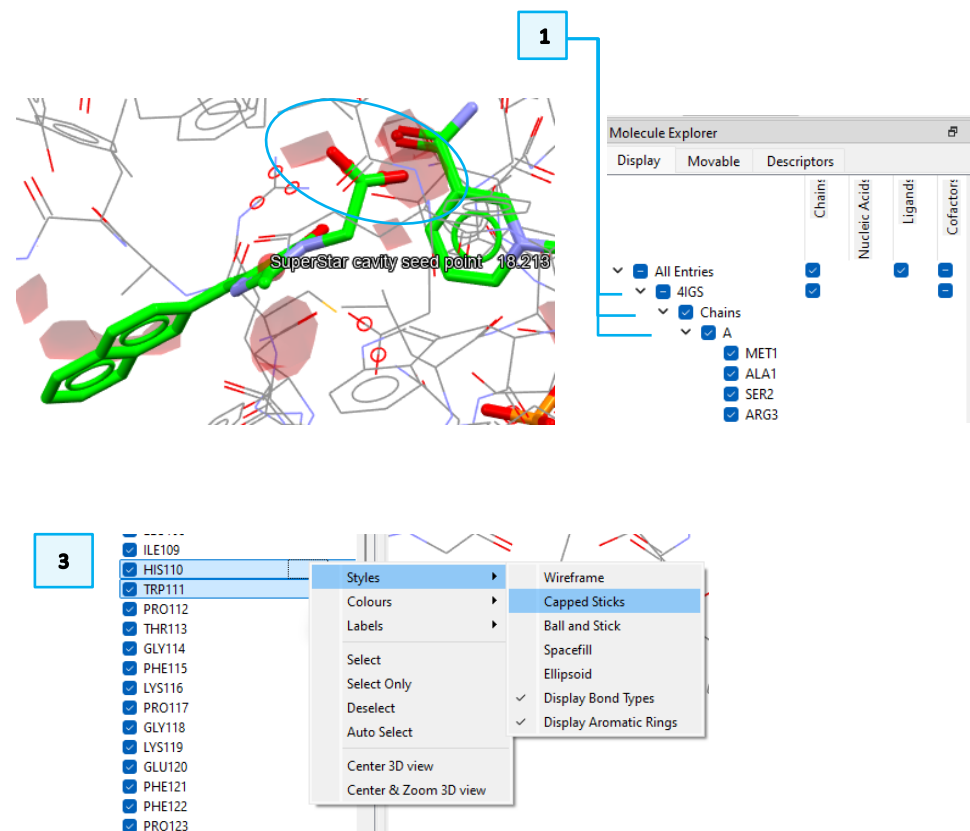 1
SuperStar cavity seed point 18.213
Molecule Explorer
Display Movable Descriptors
Chains
Nucleic Acids
Ligands
Cofactors
All Entries
4IGS
Chains
A
MET1
ALA1
SER2
ARG3
3
ILE109
HIS110
TRP111
PRO112
THR113
GLY114
PHE115
LYS116
PRO117
GLY118
LYS119
GLU120
PHE121
PHE122
PRO123
Styles
Colours
Labels
Select
Select Only
Deselect
Auto Select
Center 3D view
Center & Zoom 3D view
Wireframe
Capped Sticks
Ball and Stick
Spacefill
Ellipsoid
Display Bond Types
Display Aromatic Rings